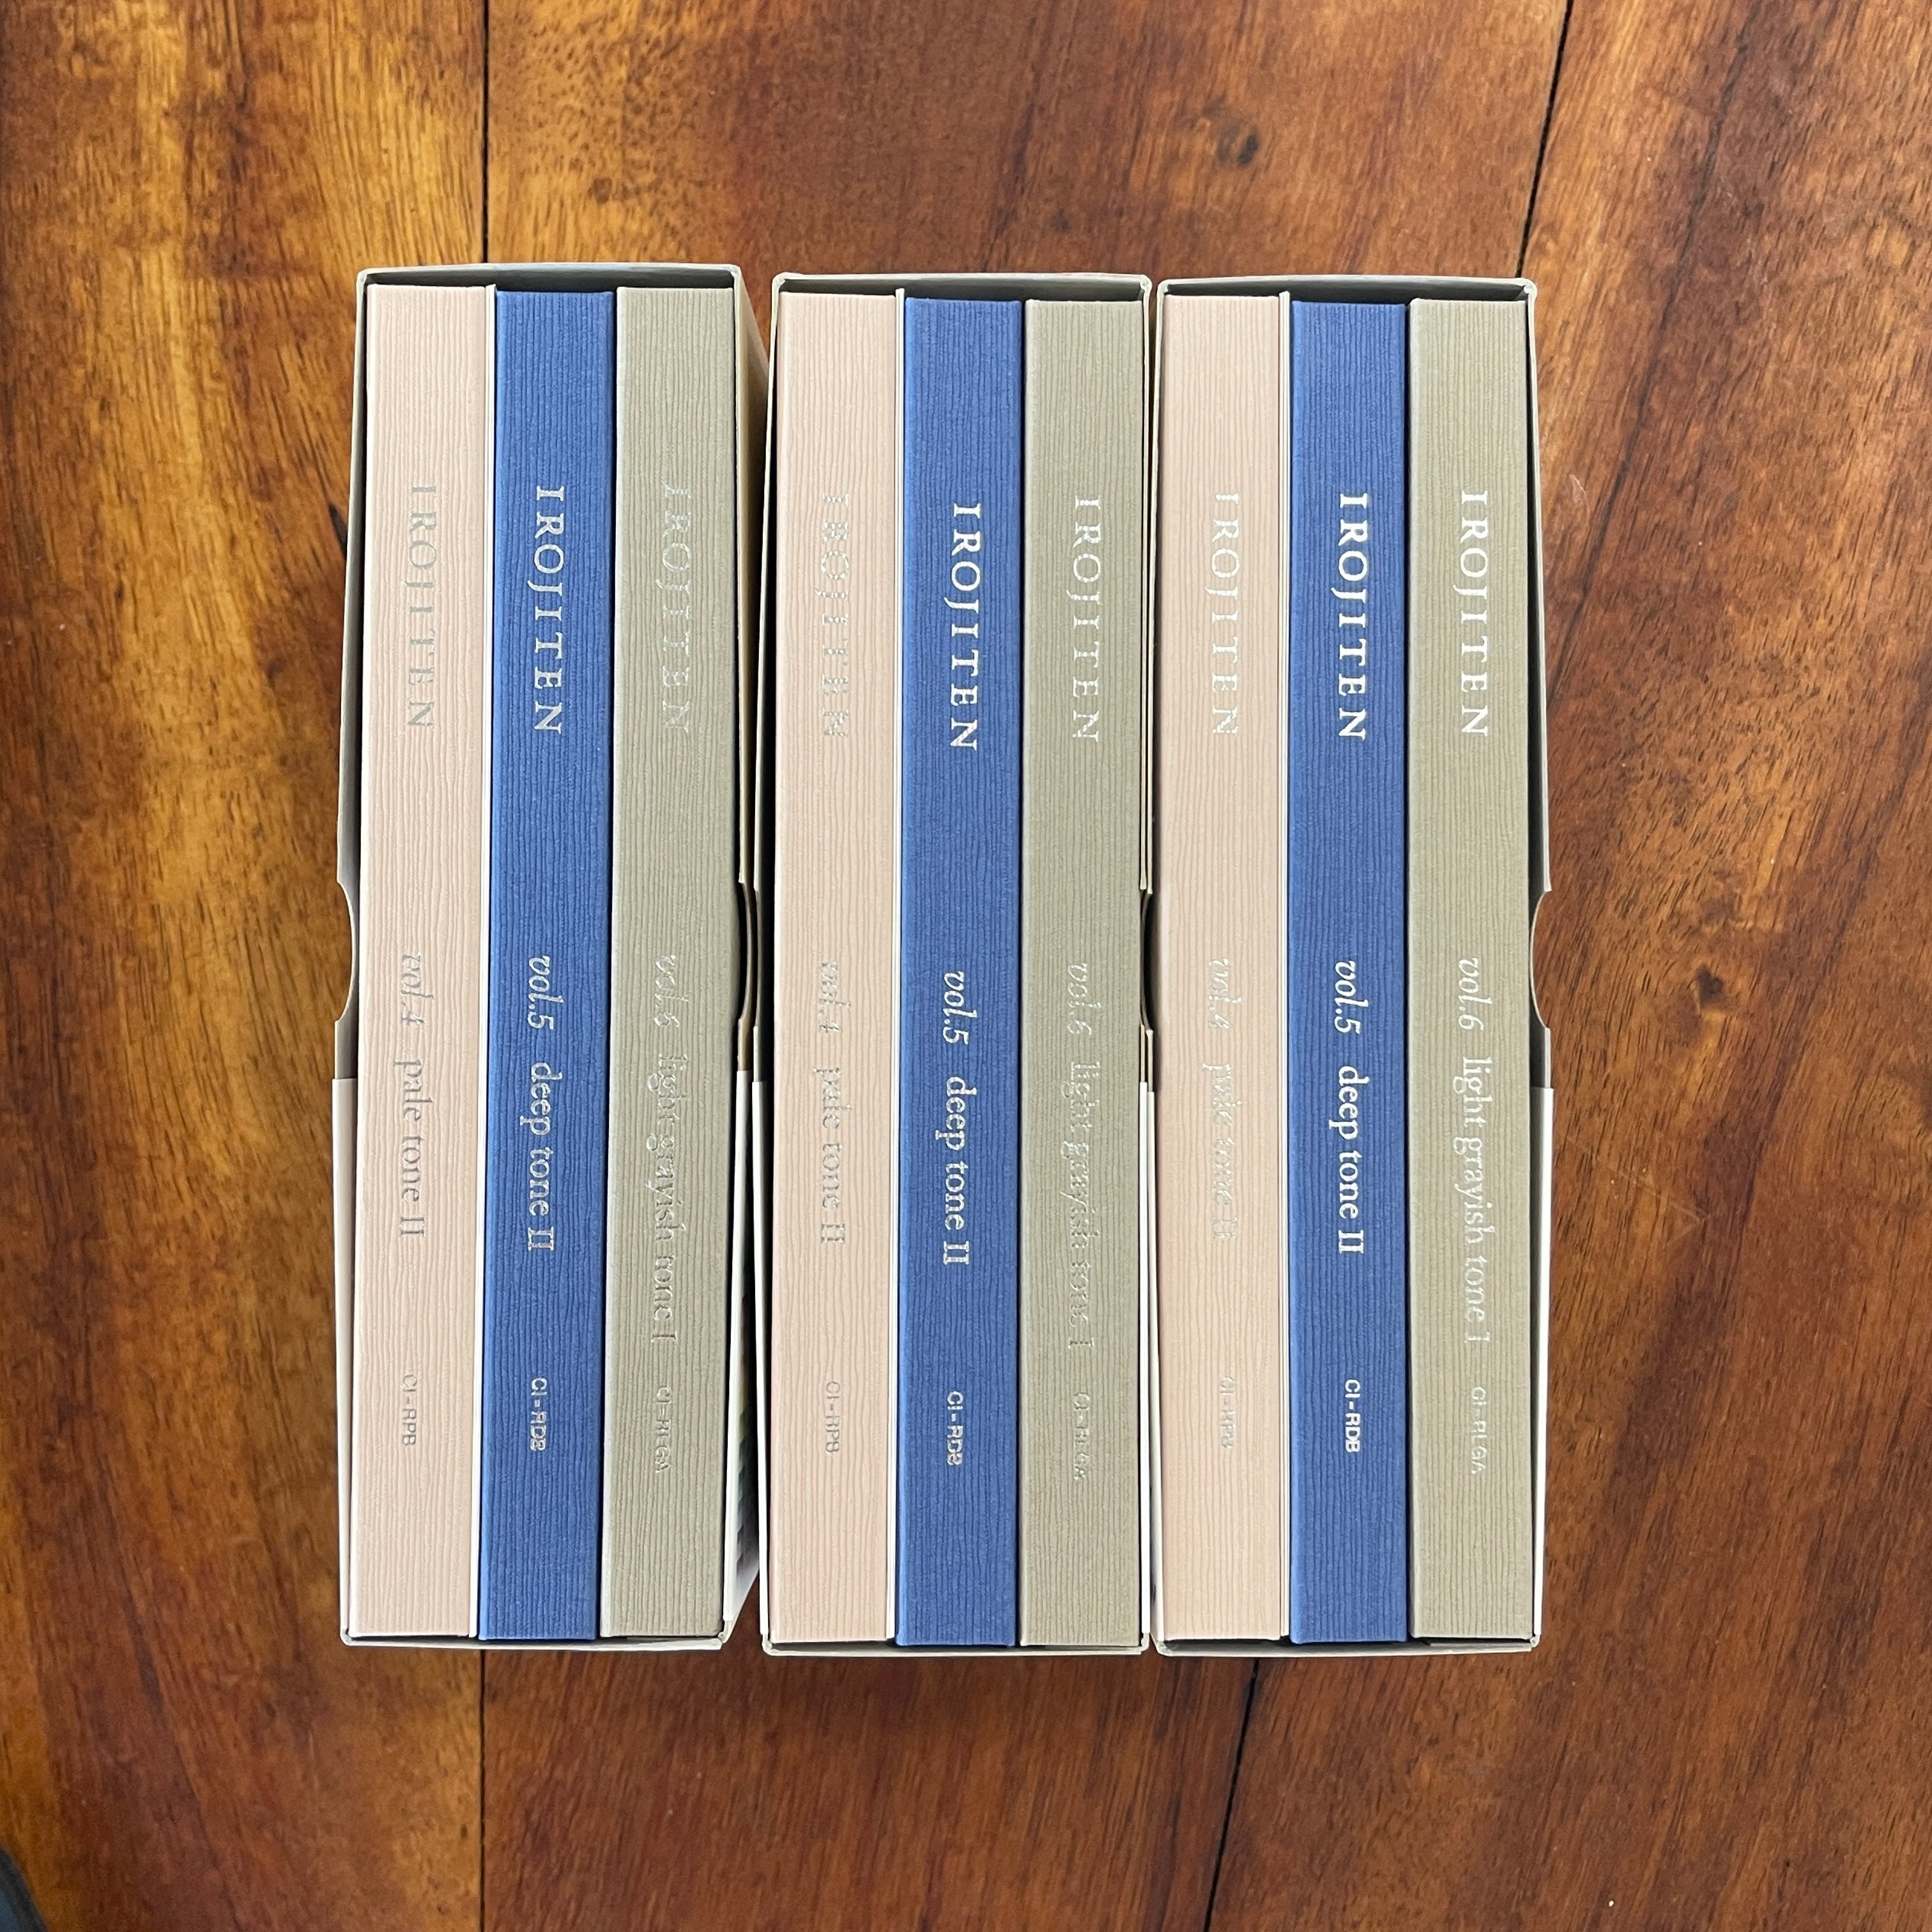 IROJITEN vol.4 pale tone II CI-RPB
IROJITEN vol.5 deep tone II CI-RDB
IROJITEN vol.6 light grayish tone I CI-RLGA
IROJITEN vol.4 pale tone II CI-RPB
IROJITEN vol.5 deep tone II CI-RDB
IROJITEN vol.6 light grayish tone I CI-RLGA
IROJITEN vol.4 pale tone II CI-RPB
IROJITEN vol.5 deep tone II CI-RDB
IROJITEN vol.6 light grayish tone I CI-RLGA